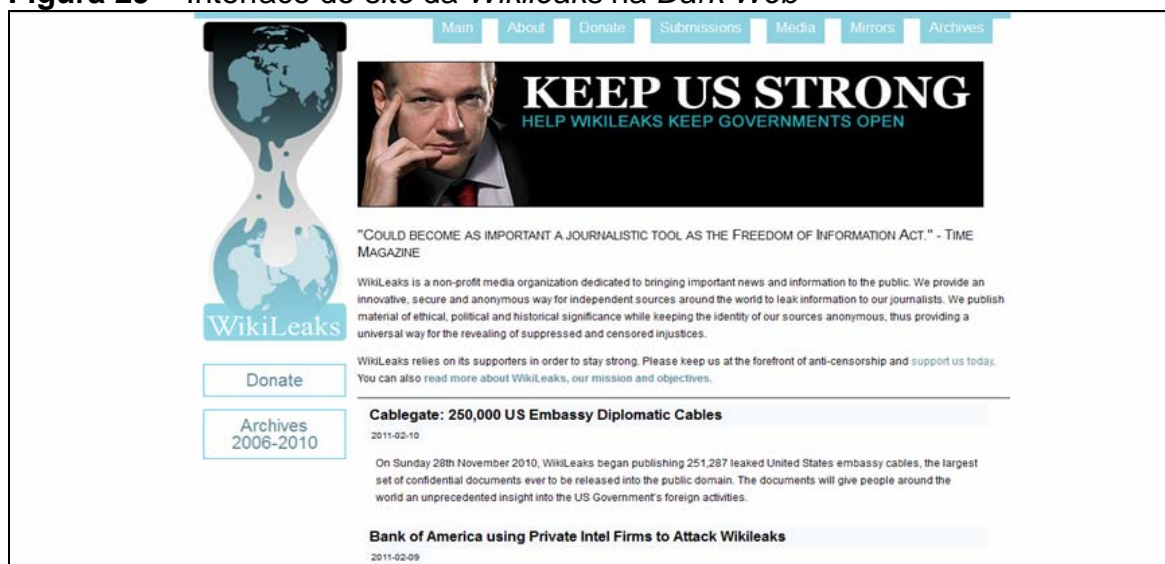 Figura 25 – Interface do site da Wikileaks na Dark Web
Main About Donate Submissions Media Mirrors Archives
KEEP US STRONG
HELP WIKILEAKS KEEP GOVERNMENTS OPEN
"COULD BECOME AS IMPORTANT A JOURNALISTIC TOOL AS THE FREEDOM OF INFORMATION ACT." - TIME
MAGAZINE
WikiLeaks is a non-profit media organization dedicated to bringing important news and information to the public. We provide an
innovative, secure and anonymous way for independent sources around the world to leak information to our journalists. We publish
material of ethical, political and historical significance while keeping the identity of our sources anonymous, thus providing a
universal way for the revealing of suppressed and censored injustices.
WikiLeaks relies on its supporters in order to stay strong. Please keep us at the forefront of anti-censorship and support us today.
You can also read more about WikiLeaks, our mission and objectives.
WikiLeaks
Donate
Archives
2006-2010
Cablegate: 250,000 US Embassy Diplomatic Cables
2011-02-10
On Sunday 28th November 2010, WikiLeaks began publishing 251,287 leaked United States embassy cables, the largest
set of confidential documents ever to be released into the public domain. The documents will give people around the
world an unprecedented insight into the US Government's foreign activities.
Bank of America using Private Intel Firms to Attack Wikileaks
2011-02-09